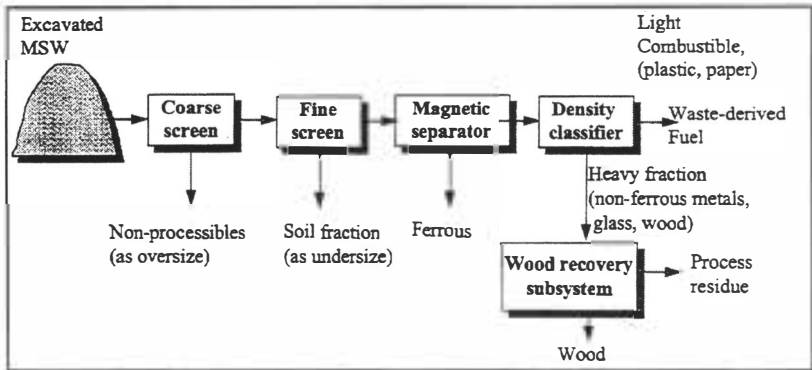 Excavated
MSW
Light
Combustible,
(plastic, paper)
Coarse
screen
Fine
screen
Magnetic
separator
Density
classifier
Waste-derived
Fuel
Non-processibles
(as oversize)
Soil fraction
(as undersize)
Ferrous
Heavy fraction
(non-ferrous metals,
glass, wood)
Wood recovery
subsystem
Process
residue
Wood